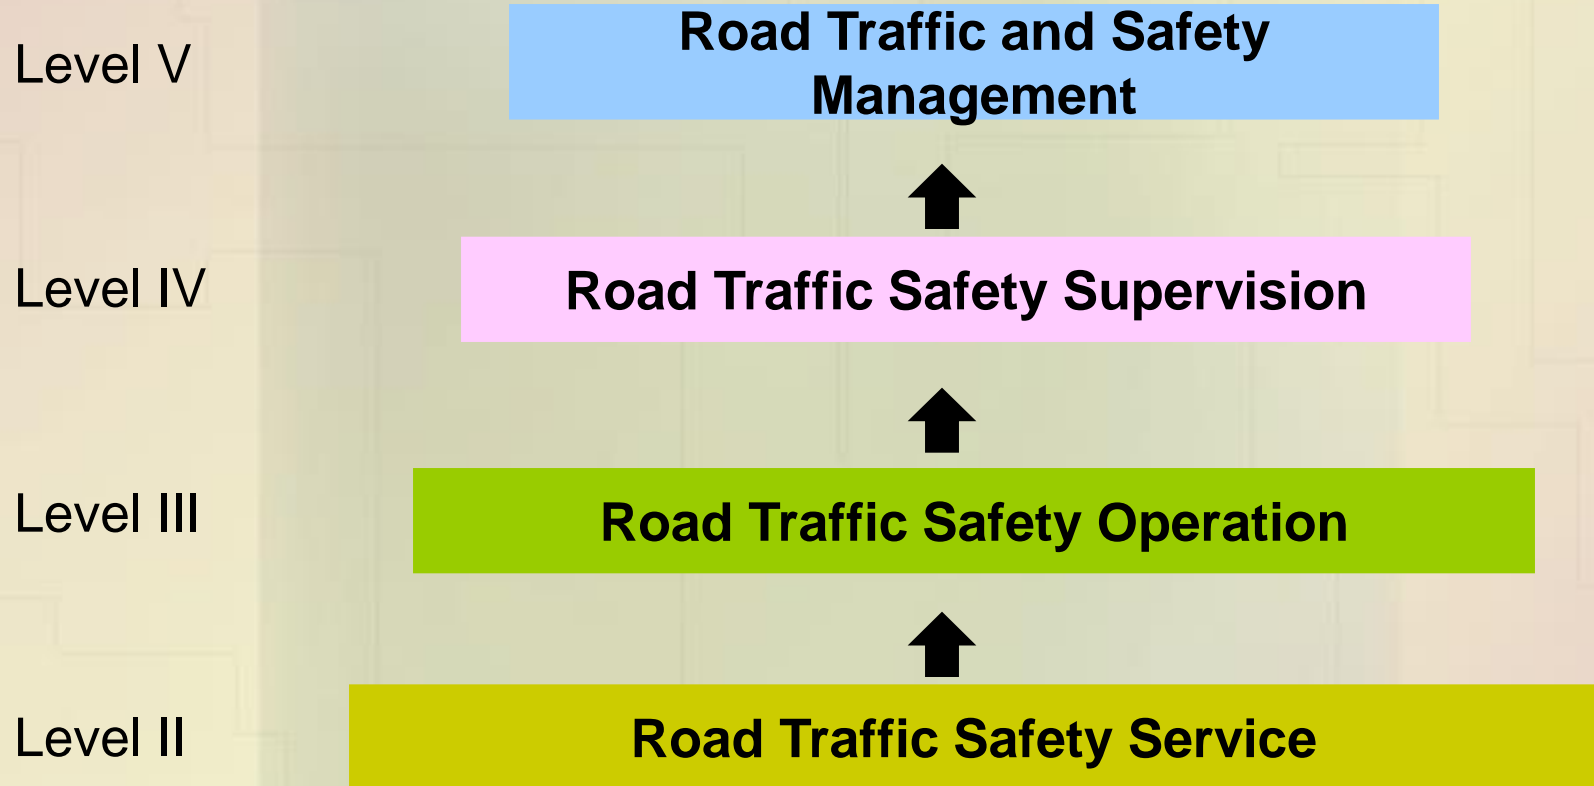 Level V
Road Traffic and Safety
Management
Level IV
Road Traffic Safety Supervision
Level III
Road Traffic Safety Operation
Level II
Road Traffic Safety Service